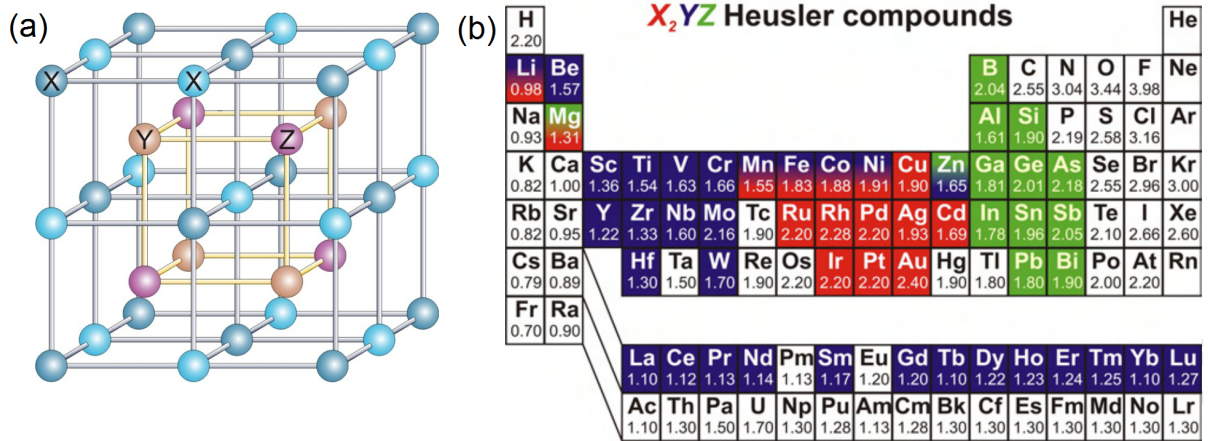 (a)
X X
Y Z
(b)
X₂YZ Heusler compounds
H He
2.20
Li Be B C N O F Ne
0.98 1.57 2.04 2.55 3.04 3.44 3.98
Na Mg Al Si P S Cl Ar
0.93 1.31 1.61 1.90 2.19 2.58 3.16
K Ca Sc Ti V Cr Mn Fe Co Ni Cu Zn Ga Ge As Se Br Kr
0.82 1.00 1.36 1.54 1.63 1.66 1.55 1.83 1.88 1.91 1.90 1.65 1.81 2.01 2.18 2.55 2.96 3.00
Rb Sr Y Zr Nb Mo Tc Ru Rh Pd Ag Cd In Sn Sb Te I Xe
0.82 0.95 1.22 1.33 1.60 2.16 1.90 2.20 2.28 2.20 1.93 1.69 1.78 1.96 2.05 2.10 2.66 2.60
Cs Ba Hf Ta W Re Os Ir Pt Au Hg Tl Pb Bi Po At Rn
0.79 0.89 1.30 1.50 1.70 1.90 2.20 2.20 2.20 2.40 1.90 1.80 1.80 1.90 2.00 2.20
Fr Ra
0.70 0.90
La Ce Pr Nd Pm Sm Eu Gd Tb Dy Ho Er Tm Yb Lu
1.10 1.12 1.13 1.14 1.13 1.17 1.20 1.20 1.10 1.22 1.23 1.24 1.25 1.10 1.27
Ac Th Pa U Np Pu Am Cm Bk Cf Es Fm Md No Lr
1.10 1.30 1.50 1.70 1.30 1.28 1.13 1.28 1.30 1.30 1.30 1.30 1.30 1.30 1.30